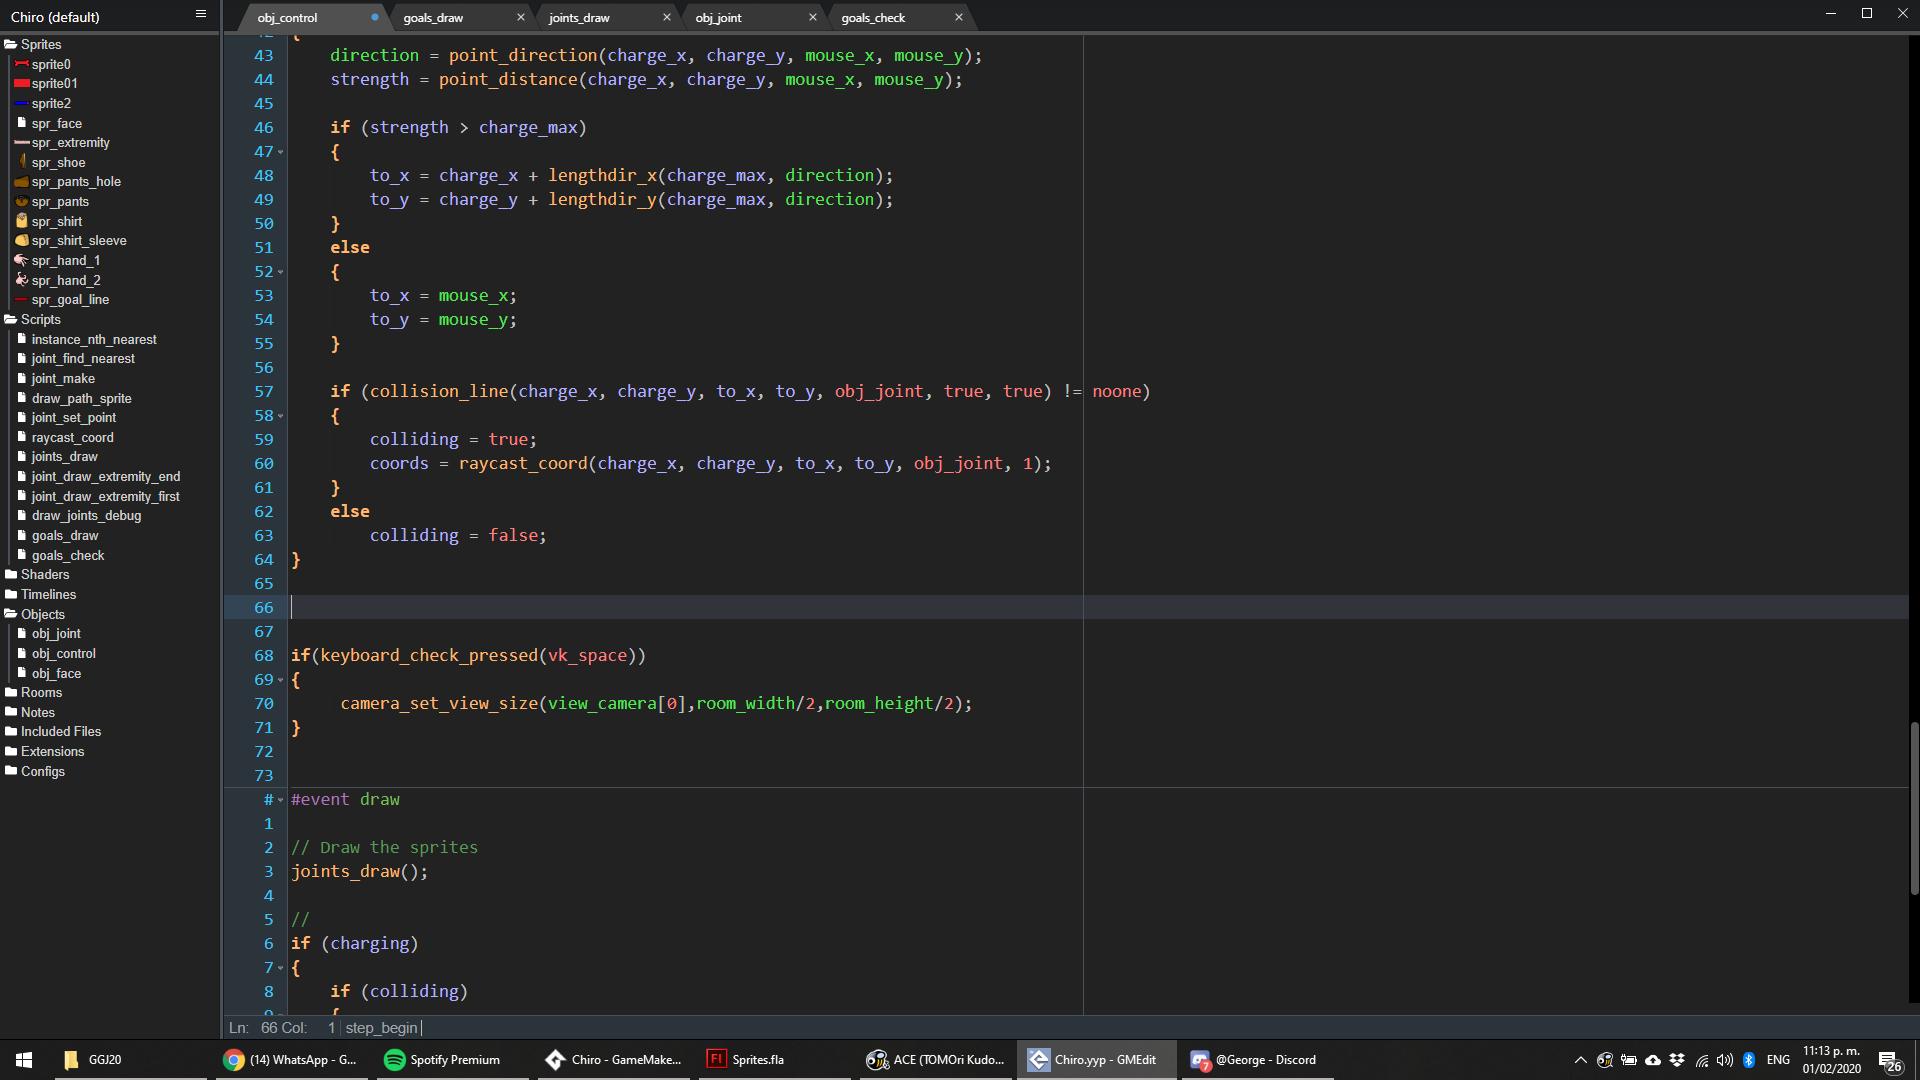 Chiro (default)
obj_control
goals_draw
joints_draw
obj_joint
goals_check
Sprites
sprite0
sprite01
sprite2
spr_face
spr_extremity
spr_shoe
spr_pants_hole
spr_pants
spr_shirt
spr_shirt_sleeve
spr_hand_1
spr_hand_2
spr_goal_line
Scripts
instance_nth_nearest
joint_find_nearest
joint_make
draw_path_sprite
joint_set_point
raycast_coord
joints_draw
joint_draw_extremity_end
joint_draw_extremity_first
draw_joints_debug
goals_draw
goals_check
Shaders
Timelines
Objects
obj_joint
obj_control
obj_face
Rooms
Notes
Included Files
Extensions
Configs
42 {
43 direction = point_direction(charge_x, charge_y, mouse_x, mouse_y);
44 strength = point_distance(charge_x, charge_y, mouse_x, mouse_y);
45
46 if (strength > charge_max)
47 {
48 to_x = charge_x + lengthdir_x(charge_max, direction);
49 to_y = charge_y + lengthdir_y(charge_max, direction);
50 }
51 else
52 {
53 to_x = mouse_x;
54 to_y = mouse_y;
55 }
56
57 if (collision_line(charge_x, charge_y, to_x, to_y, obj_joint, true, true) != noone)
58 {
59 colliding = true;
60 coords = raycast_coord(charge_x, charge_y, to_x, to_y, obj_joint, 1);
61 }
62 else
63 colliding = false;
64 }
65
66
67
68 if(keyboard_check_pressed(vk_space))
69 {
70 camera_set_view_size(view_camera[0],room_width/2,room_height/2);
71 }
72
73
# #event draw
1
2 // Draw the sprites
3 joints_draw();
4
5 //
6 if (charging)
7 {
8 if (colliding)
9 {
Ln: 66 Col: 1 step_begin
GGJ20
(14) WhatsApp - G...
Spotify Premium
Chiro - GameMake...
Sprites.fla
ACE (TOMOri Kudo...
Chiro.yyp - GMEdit
7
@George - Discord
ENG
11:13 p. m.
01/02/2020
26